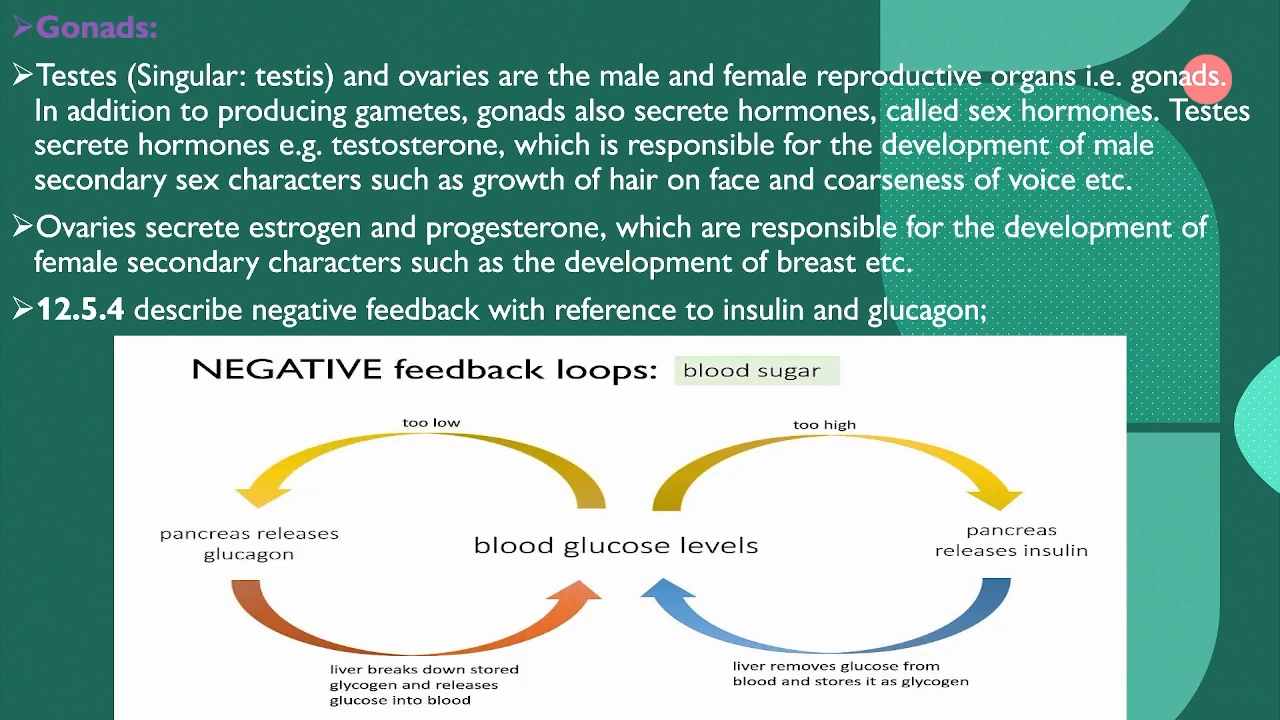 ➢Gonads:
➢Testes (Singular: testis) and ovaries are the male and female reproductive organs i.e. gonads.
In addition to producing gametes, gonads also secrete hormones, called sex hormones. Testes
secrete hormones e.g. testosterone, which is responsible for the development of male
secondary sex characters such as growth of hair on face and coarseness of voice etc.
➢Ovaries secrete estrogen and progesterone, which are responsible for the development of
female secondary characters such as the development of breast etc.
➢12.5.4 describe negative feedback with reference to insulin and glucagon;
NEGATIVE feedback loops: blood sugar
too low
too high
pancreas releases
glucagon
blood glucose levels
pancreas
releases insulin
liver breaks down stored
glycogen and releases
glucose into blood
liver removes glucose from
blood and stores it as glycogen